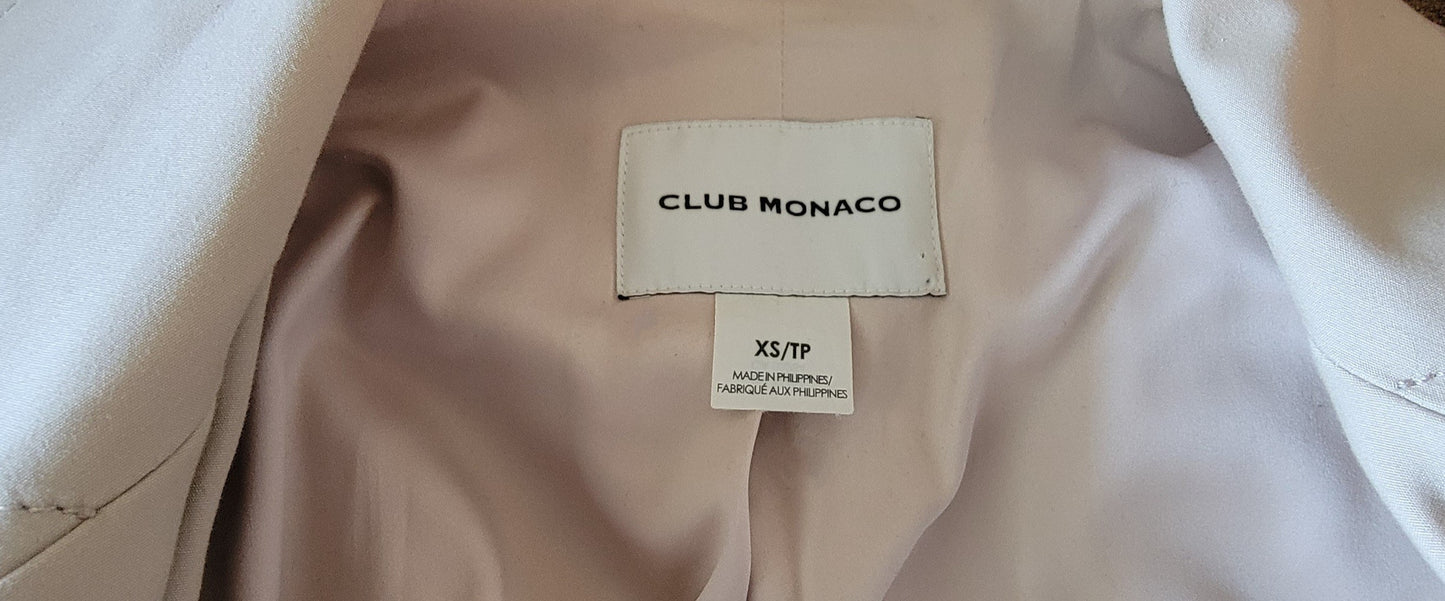 CLUB MONACO
XS/TP
MADE IN PHILIPPINES/
FABRIQUÉ AUX PHILIPPINES